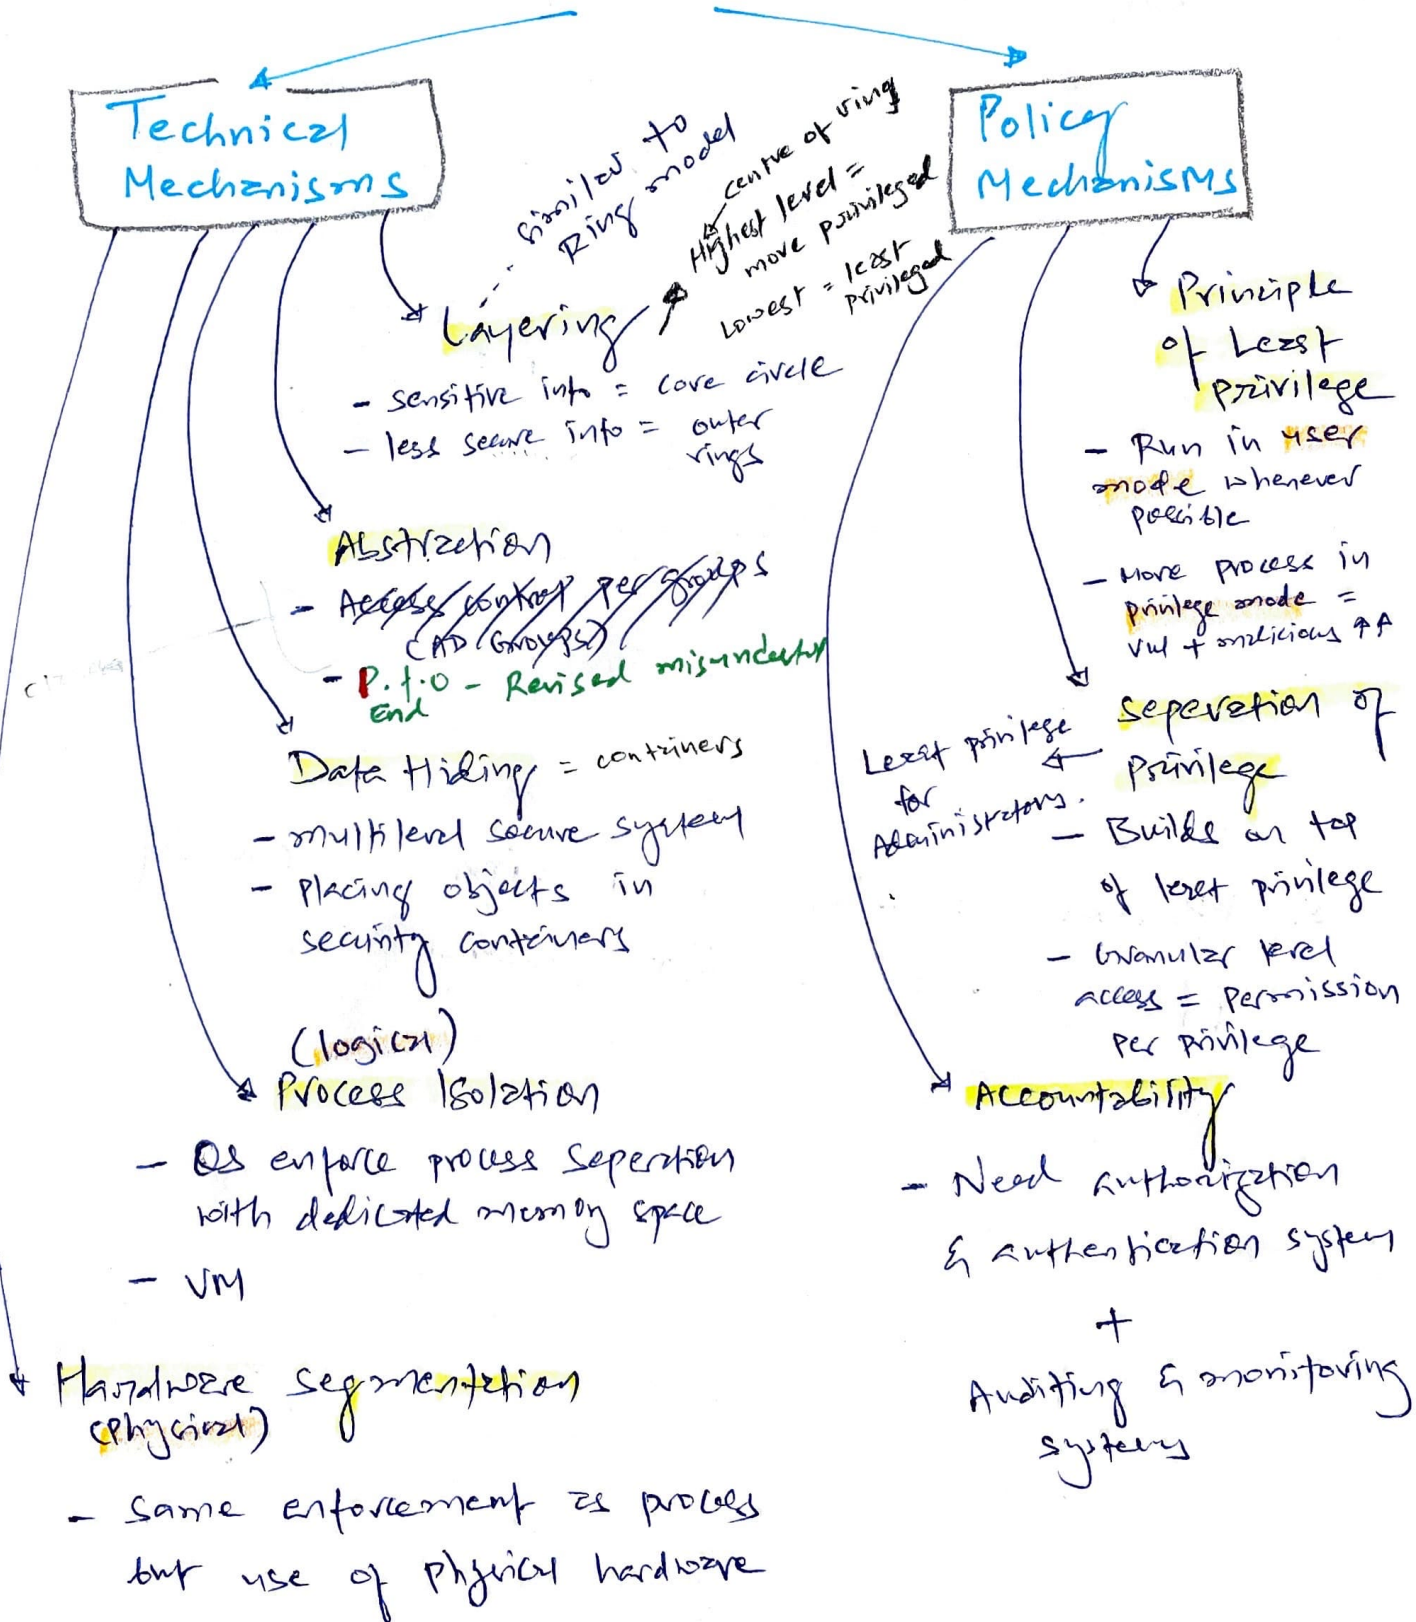 Technical
Mechanisms
similar to
Ring model
centre of ring
Highest level =
more privileged
Lowest = least
privileged
Layering
- sensitive info = core circle
- less secure info = outer
rings
Abstraction
- Access control per groups
(AD Groups)
- P.t.o - Revised misunderstood
End
Data Hiding = containers
- multilevel secure system
- Placing objects in
security containers
(logical)
Process Isolation
- OS enforce process seperation
with dedicated memory space
- VM
Hardware segmentation
(Physical)
- Same enforcement as process
but use of physical hardware
Policy
Mechanisms
Principle
of Least
privilege
- Run in user
mode whenever
possible
- More process in
privilege mode =
vul + malicious ↑↑
Seperation of
Privilege
Least privilege
for
Administrators.
- Builds on top
of least privilege
- Granular level
access = Permission
per privilege
Accountability
- Need authorization
& authentication system
+
Auditing & monitoring
systems